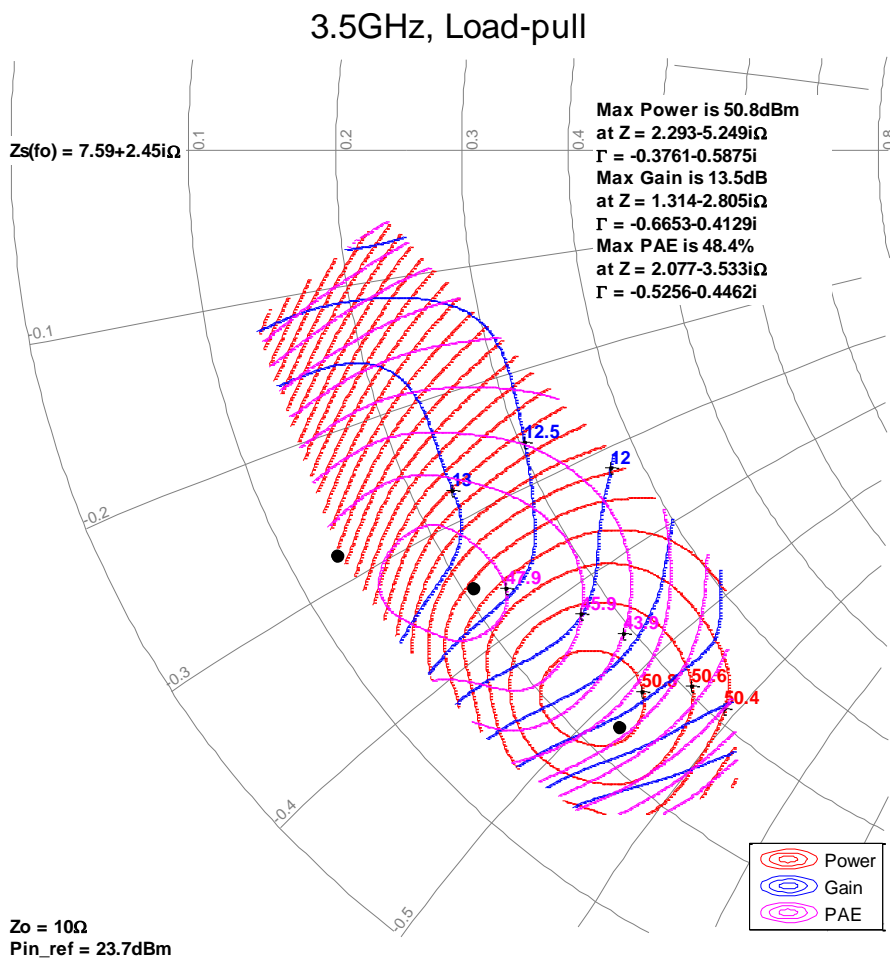 3.5GHz, Load-pull
Max Power is 50.8dBm
at Z = 2.293-5.249iΩ
Γ = -0.3761-0.5875i
Max Gain is 13.5dB
at Z = 1.314-2.805iΩ
Γ = -0.6653-0.4129i
Max PAE is 48.4%
at Z = 2.077-3.533iΩ
Γ = -0.5256-0.4462i
Zs(fo) = 7.59+2.45iΩ
0.1
0.2
0.3
0.4
0.8
-0.1
-0.2
-0.3
-0.4
-0.5
12.5
12
13
47.9
45.9
43.9
50.6
50.4
Power
Gain
PAE
Zo = 10Ω
Pin_ref = 23.7dBm